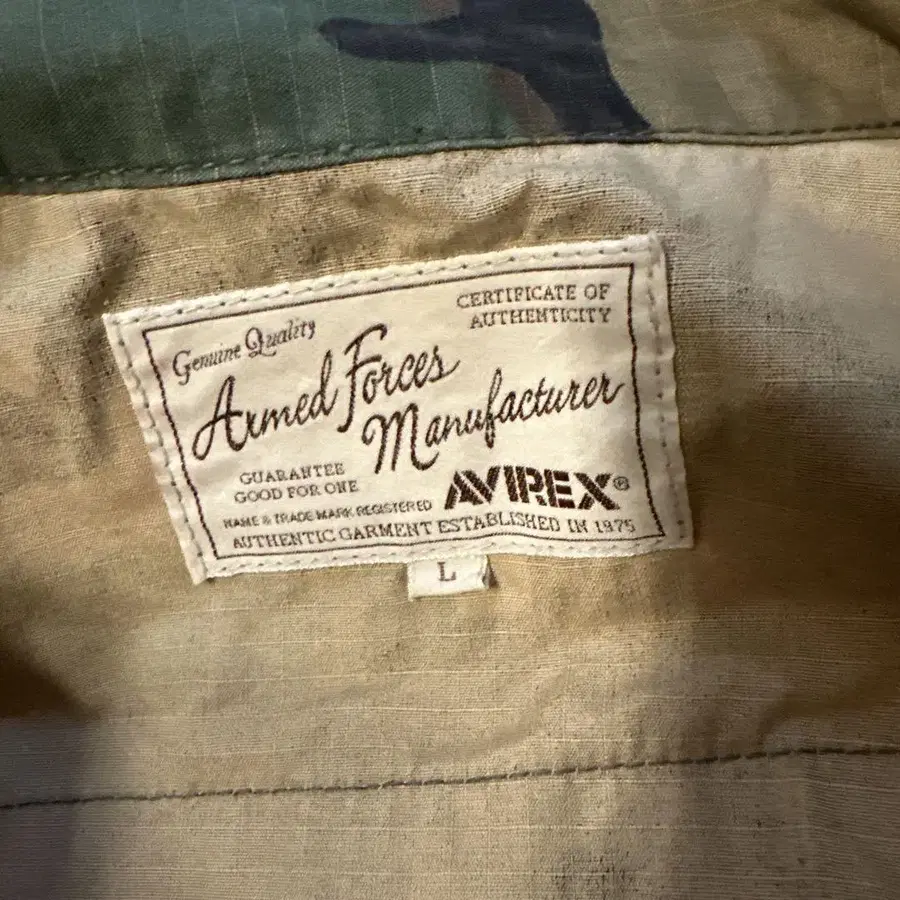 Genuine Quality
CERTIFICATE OF
AUTHENTICITY
Armed Forces
Manufacturer
GUARANTEE
GOOD FOR ONE
NAME & TRADE MARK REGISTERED
AVIREX®
AUTHENTIC GARMENT ESTABLISHED IN 1975
L